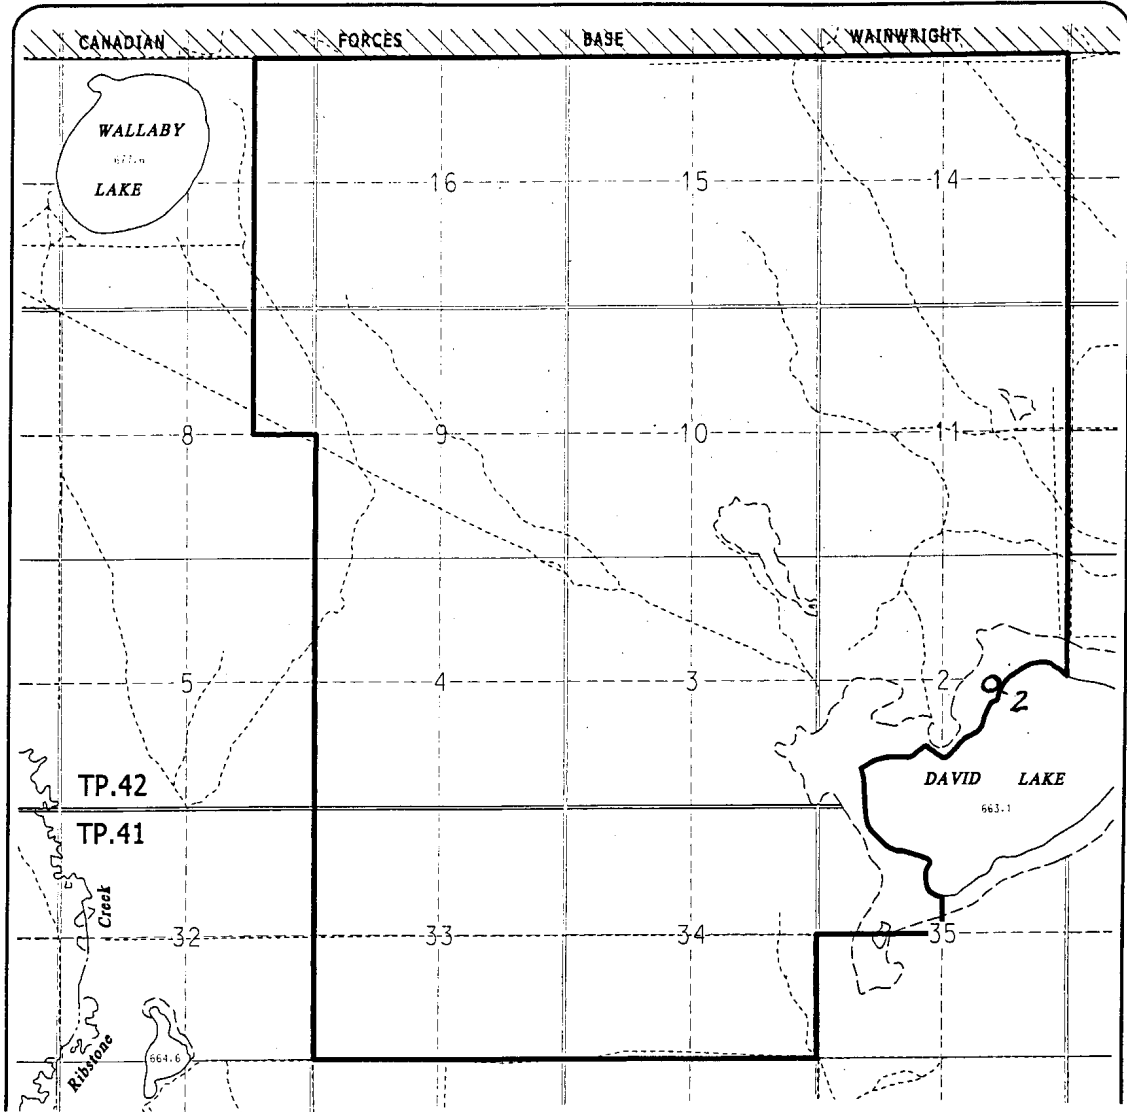 CANADIAN FORCES BASE WAINWRIGHT
WALLABY
LAKE
16 15 14
8 9 10 11
5 4 3 2
2
TP.42
DAVID LAKE
663.1
TP.41
Creek
32 33 34 35
Ribstone
664.6